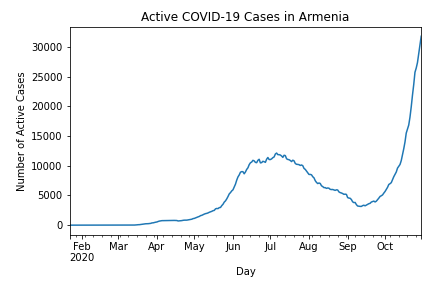 Active COVID-19 Cases in Armenia
Number of Active Cases
30000
25000
20000
15000
10000
5000
0
Feb Mar Apr May Jun Jul Aug Sep Oct
2020
Day